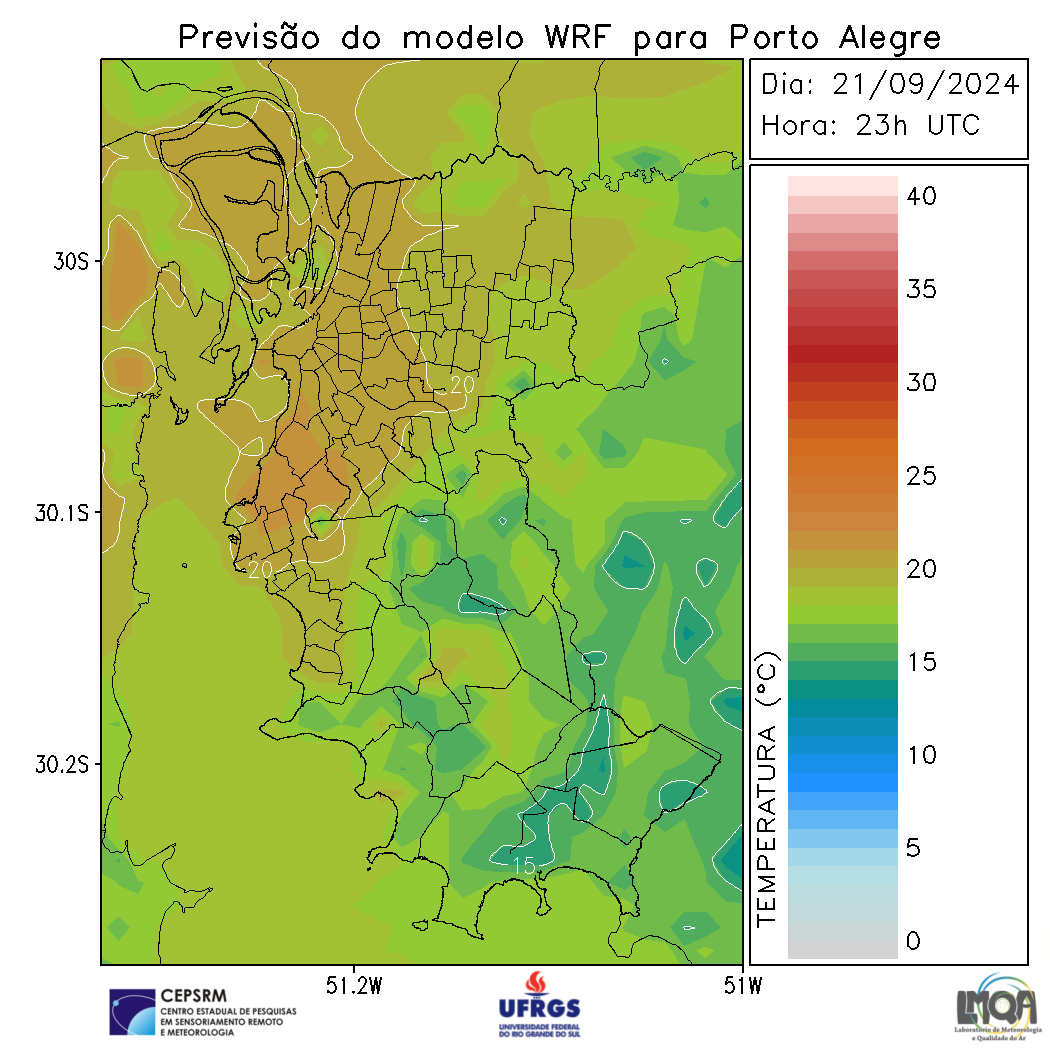 Previsão do modelo WRF para Porto Alegre
Dia: 21/09/2024
Hora: 23h UTC
30S
30.1S
30.2S
51.2W
51W
20
20
15
TEMPERATURA (°C)
40
35
30
25
20
15
10
5
0
CEPSRM
CENTRO ESTADUAL DE PESQUISAS
EM SENSORIAMENTO REMOTO
E METEOROLOGIA
UFRGS
UNIVERSIDADE FEDERAL
DO RIO GRANDE DO SUL
LMQA
Laboratório de Meteorologia
e Qualidade do Ar